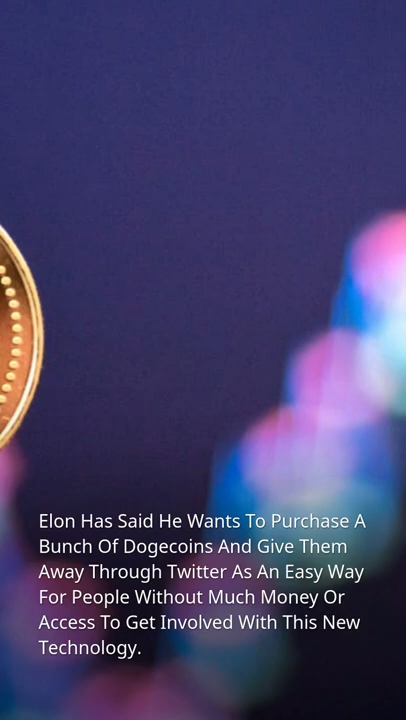 Elon Has Said He Wants To Purchase A
Bunch Of Dogecoins And Give Them
Away Through Twitter As An Easy Way
For People Without Much Money Or
Access To Get Involved With This New
Technology.